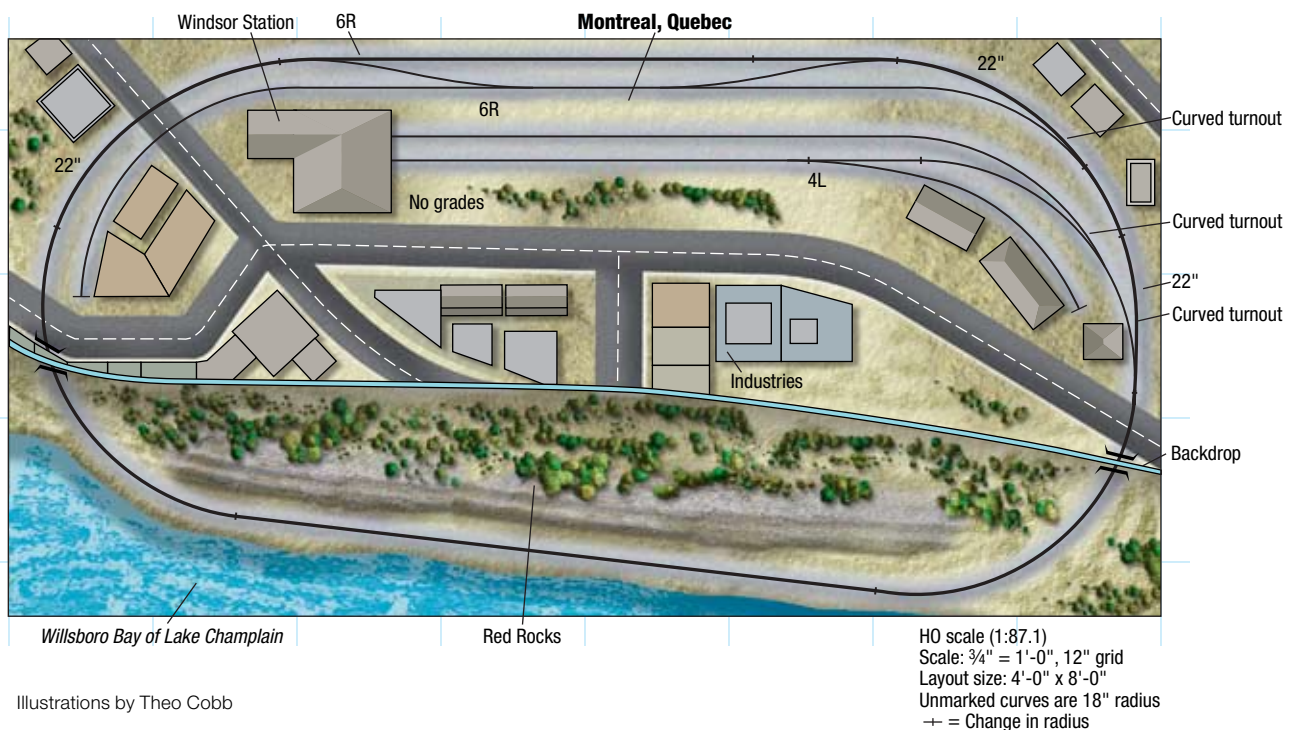 Windsor Station
6R
Montreal, Quebec
22"
Curved turnout
6R
22"
4L
No grades
Curved turnout
22"
Curved turnout
Industries
Backdrop
Willsboro Bay of Lake Champlain
Red Rocks
HO scale (1:87.1)
Scale: ¾" = 1'-0", 12" grid
Layout size: 4'-0" x 8'-0"
Unmarked curves are 18" radius
= Change in radius
Illustrations by Theo Cobb